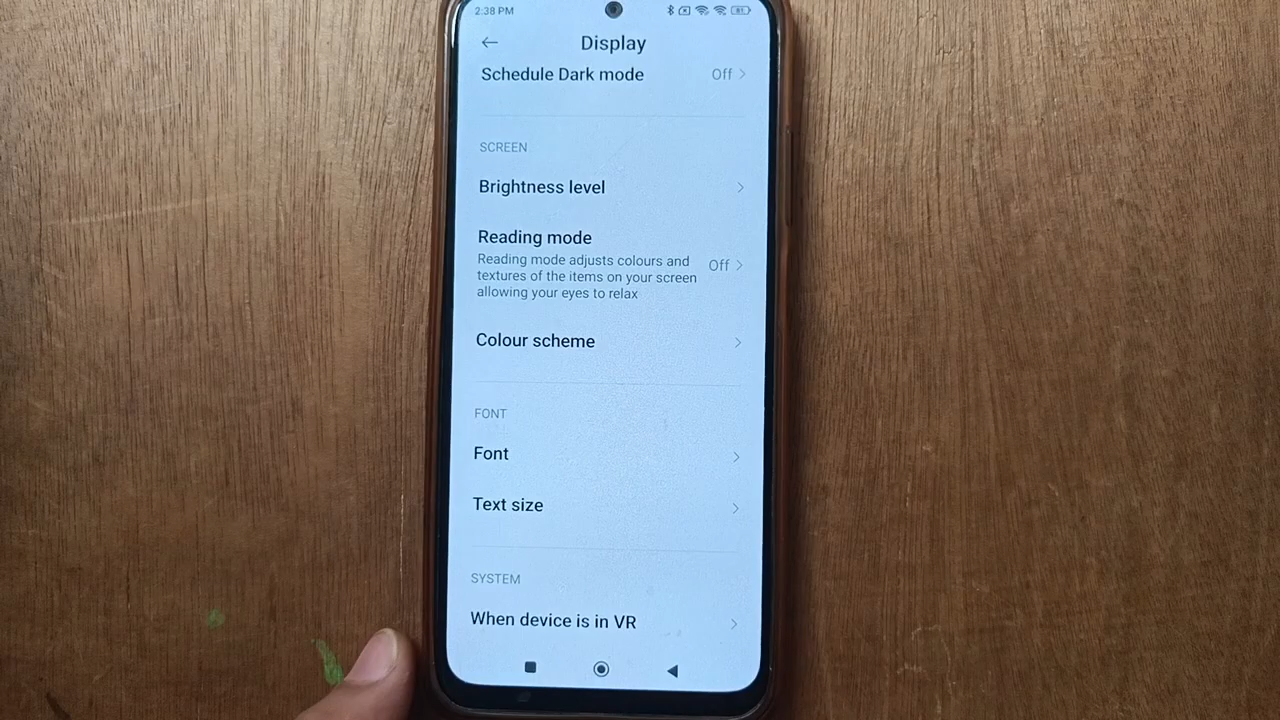 2:38 PM
81
Display
Schedule Dark mode Off
SCREEN
Brightness level
Reading mode
Reading mode adjusts colours and
textures of the items on your screen
allowing your eyes to relax
Off
Colour scheme
FONT
Font
Text size
SYSTEM
When device is in VR